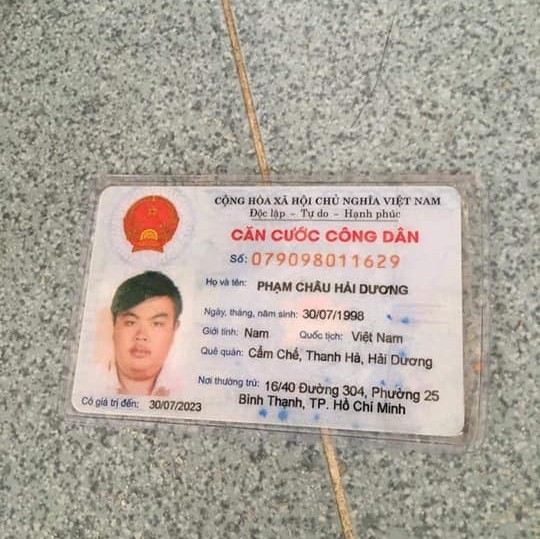 CỘNG HÒA XÃ HỘI CHỦ NGHĨA VIỆT NAM
Độc lập - Tự do - Hạnh phúc
CĂN CƯỚC CÔNG DÂN
Số: 079098011629
Họ và tên: PHẠM CHÂU HẢI DƯƠNG
Ngày, tháng, năm sinh: 30/07/1998
Giới tính: Nam Quốc tịch: Việt Nam
Quê quán: Cẩm Chế, Thanh Hà, Hải Dương
Nơi thường trú: 16/40 Đường 304, Phường 25
Bình Thạnh, TP. Hồ Chí Minh
Có giá trị đến: 30/07/2023